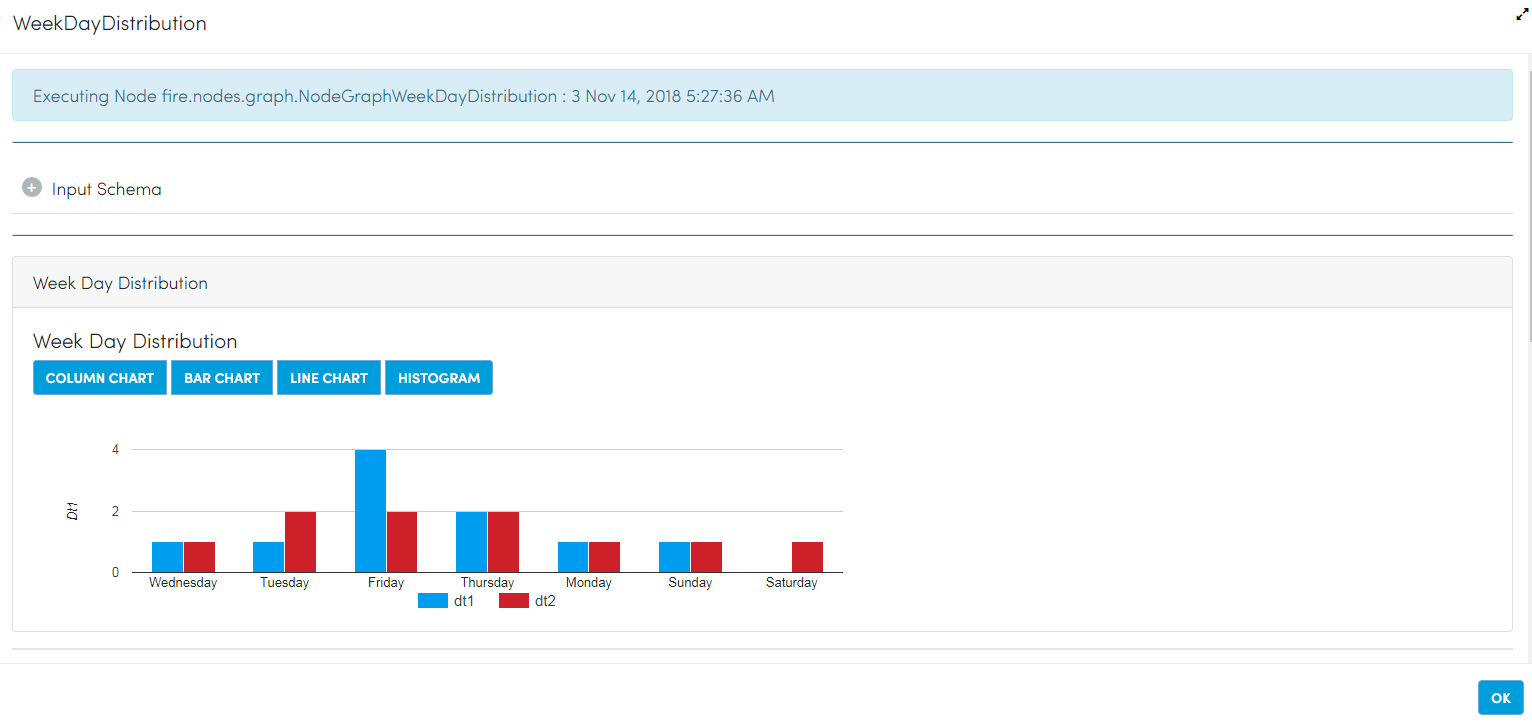 WeekDayDistribution
Executing Node fire.nodes.graph.NodeGraphWeekDayDistribution : 3 Nov 14, 2018 5:27:36 AM
Input Schema
Week Day Distribution
Week Day Distribution
COLUMN CHART BAR CHART LINE CHART HISTOGRAM
4
Dt1
2
0
Wednesday Tuesday Friday Thursday Monday Sunday Saturday
dt1 dt2
OK